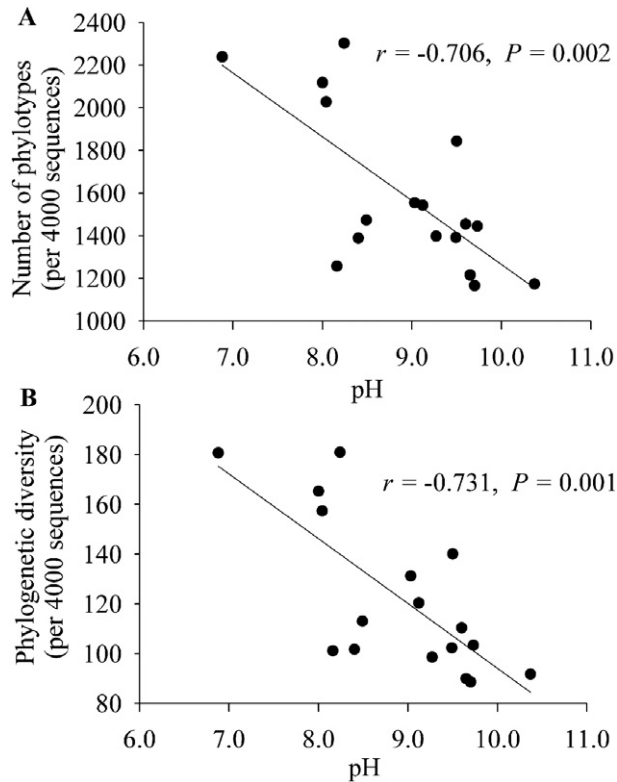 A
Number of phylotypes
(per 4000 sequences)
2400
2200
2000
1800
1600
1400
1200
1000
r = -0.706, P = 0.002
6.0 7.0 8.0 9.0 10.0 11.0
pH
B
Phylogenetic diversity
(per 4000 sequences)
200
180
160
140
120
100
80
r = -0.731, P = 0.001
6.0 7.0 8.0 9.0 10.0 11.0
pH